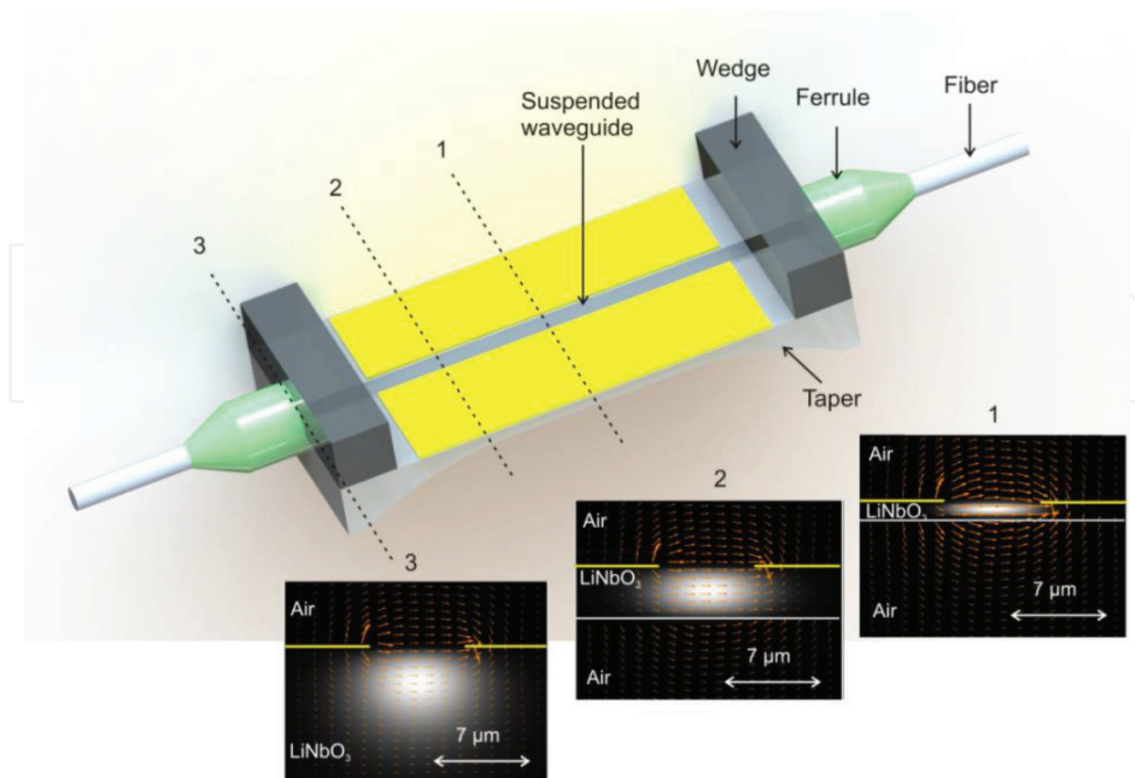 Wedge
Suspended
waveguide
Ferrule
Fiber
1
2
3
Taper
1
Air
LiNbO₃
7 µm
Air
2
Air
LiNbO₃
7 µm
Air
3
Air
7 µm
LiNbO₃